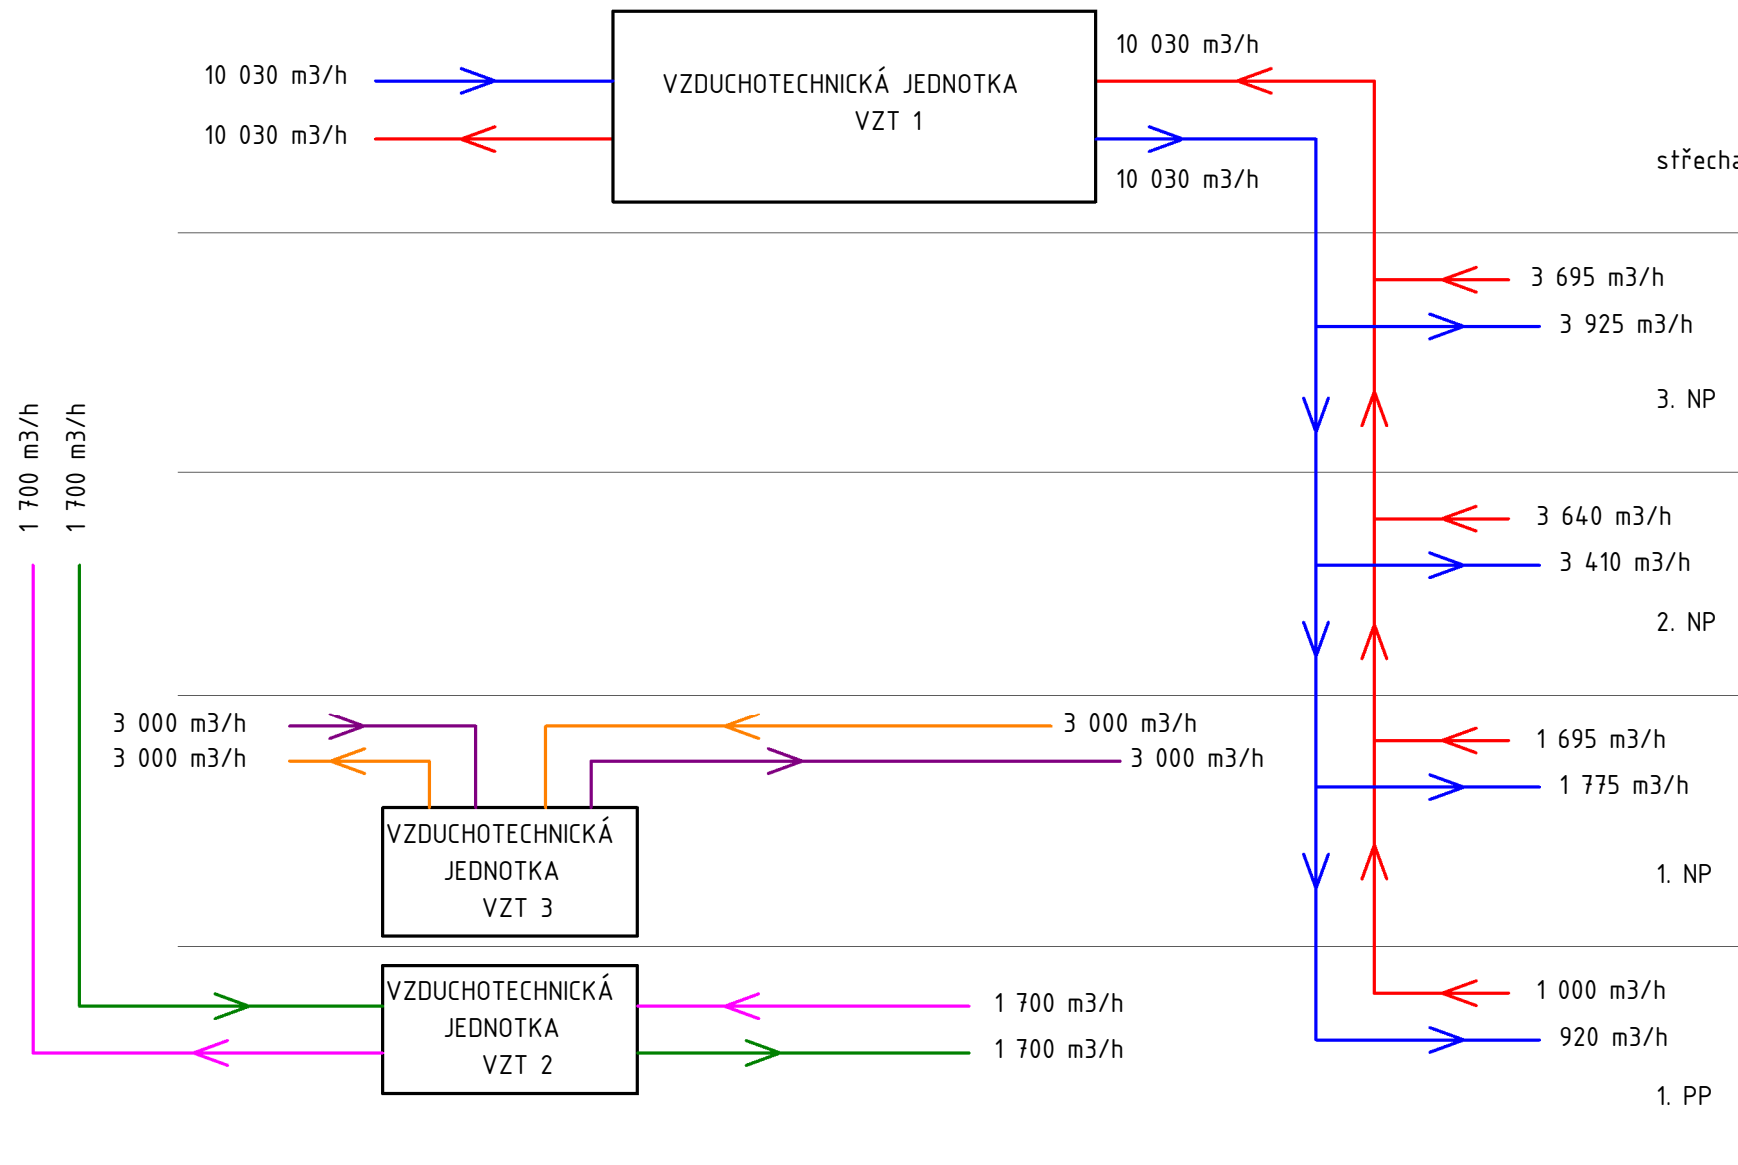 10 030 m3/h
10 030 m3/h
VZDUCHOTECHNICKÁ JEDNOTKA
VZT 1
10 030 m3/h
10 030 m3/h
střecha
3 695 m3/h
3 925 m3/h
3. NP
1 700 m3/h
1 700 m3/h
3 640 m3/h
3 410 m3/h
2. NP
3 000 m3/h
3 000 m3/h
3 000 m3/h
3 000 m3/h
1 695 m3/h
1 775 m3/h
VZDUCHOTECHNICKÁ
JEDNOTKA
VZT 3
1. NP
VZDUCHOTECHNICKÁ
JEDNOTKA
VZT 2
1 700 m3/h
1 700 m3/h
1 000 m3/h
920 m3/h
1. PP